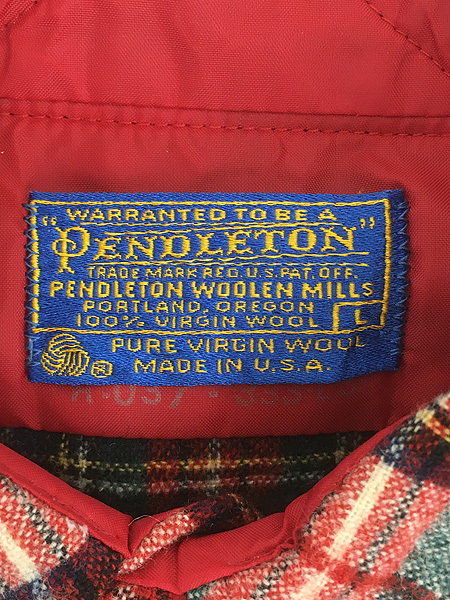 WARRANTED TO BE A
"PENDLETON"
TRADE MARK REG. U.S. PAT. OFF.
PENDLETON WOOLEN MILLS
PORTLAND, OREGON
100% VIRGIN WOOL L
PURE VIRGIN WOOL
® MADE IN U.S.A.